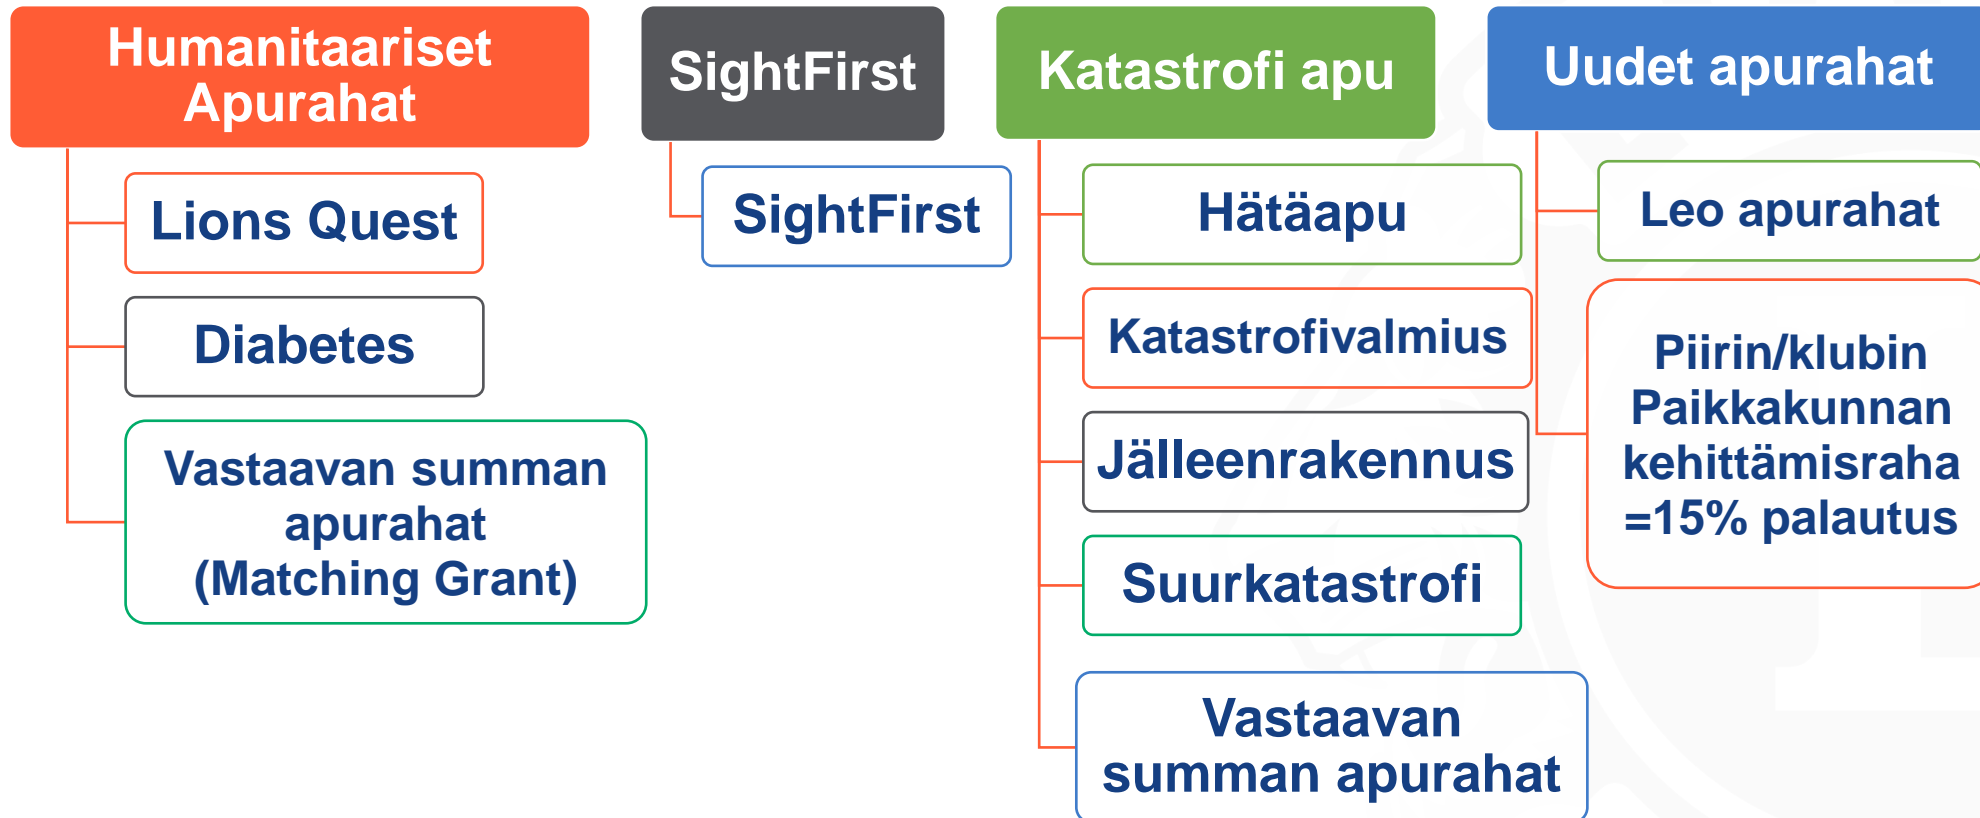 Humanitaariset
Apurahat
Lions Quest
Diabetes
Vastaavan summan
apurahat
(Matching Grant)
SightFirst
SightFirst
Katastrofi apu
Hätäapu
Katastrofivalmius
Jälleenrakennus
Suurkatastrofi
Vastaavan
summan apurahat
Uudet apurahat
Leo apurahat
Piirin/klubin
Paikkakunnan
kehittämisraha
=15% palautus